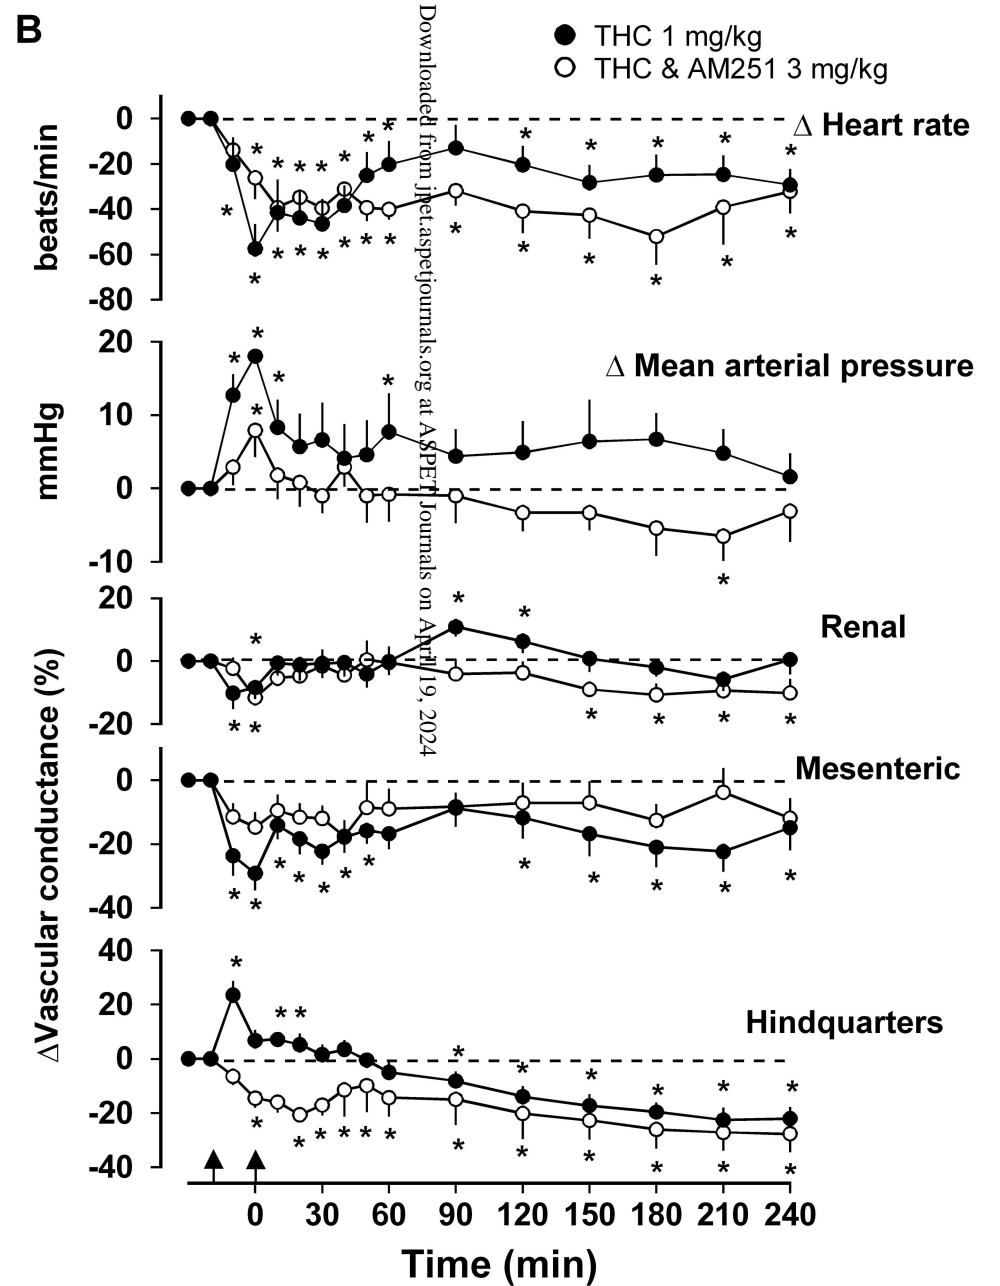 B
THC 1 mg/kg
THC & AM251 3 mg/kg
Downloaded from jpet.aspetjournals.org at ASPET Journals on April 19, 2024
Δ Heart rate
beats/min
0
-20
-40
-60
-80
* * * * * * * * * * * * *
* * * * * * * * * * * * * *
Δ Mean arterial pressure
mmHg
20
10
0
-10
* * * *
*
*
ΔVascular conductance (%)
Renal
20
0
-20
* * *
* * * * * *
Mesenteric
0
-20
-40
* * * * * * * * * * * *
Hindquarters
40
20
0
-20
-40
* * * * * * * * *
* * * * * * * * * * * *
0 30 60 90 120 150 180 210 240
Time (min)